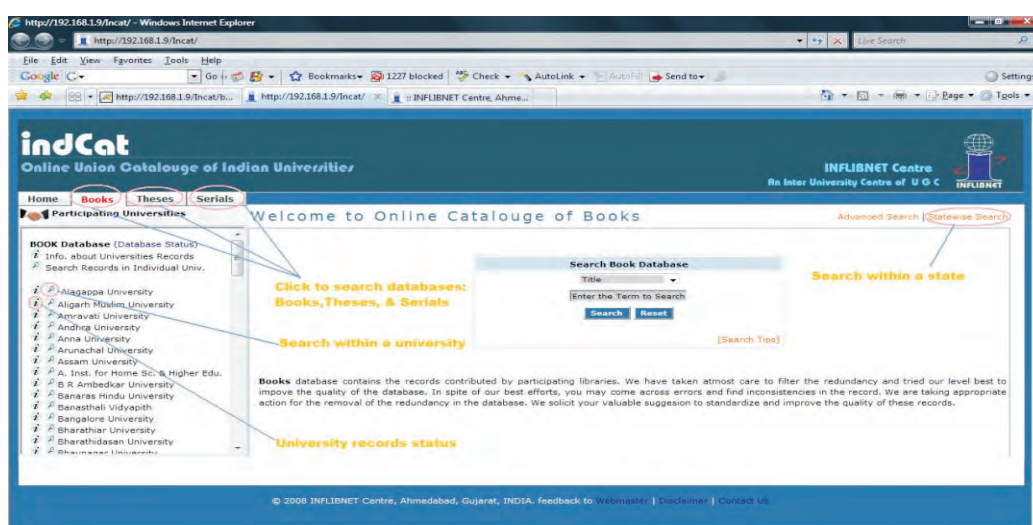 http://192.168.1.9/Incat/ - Windows Internet Explorer
http://192.168.1.9/Incat/
Live Search
File Edit View Favorites Tools Help
Google
Go
Bookmarks
1227 blocked
Check
AutoLink
AutoFill
Send to
Setting
http://192.168.1.9/Incat/b...
http://192.168.1.9/Incat/
:: INFLIBNET Centre, Ahme...
Page
Tools
indCat
Online Union Catalouge of Indian Universities
INFLIBNET Centre
An Inter University Centre of U G C
INFLIBNET
Home Books Theses Serials
Participating Universities
Welcome to Online Catalouge of Books
Advanced Search | Statewise Search
BOOK Database (Database Status)
i Info. about Universities Records
Search Records in Individual Univ.
i Alagappa University
i Aligarh Muslim University
i Amravati University
i Andhra University
i Anna University
i Arunachal University
i Assam University
i A. Inst. for Home Sc. & Higher Edu.
i B R Ambedkar University
i Banaras Hindu University
i Banasthali Vidyapith
i Bangalore University
i Bharathiar University
i Bharathidasan University
i Bhavnagar University
Click to search databases:
Books,Theses, & Serials
Search within a university
University records status
Search Book Database
Title
Enter the Term to Search
Search Reset
[Search Tips]
Search within a state
Books database contains the records contributed by participating libraries. We have taken atmost care to filter the redundancy and tried our level best to
impove the quality of the database. In spite of our best efforts, you may come across errors and find inconsistencies in the record. We are taking appropriate
action for the removal of the redundancy in the database. We solicit your valuable suggesion to standardize and improve the quality of these records.
© 2008 INFLIBNET Centre, Ahmedabad, Gujarat, INDIA. feedback to Webmaster | Disclaimer | Contact Us